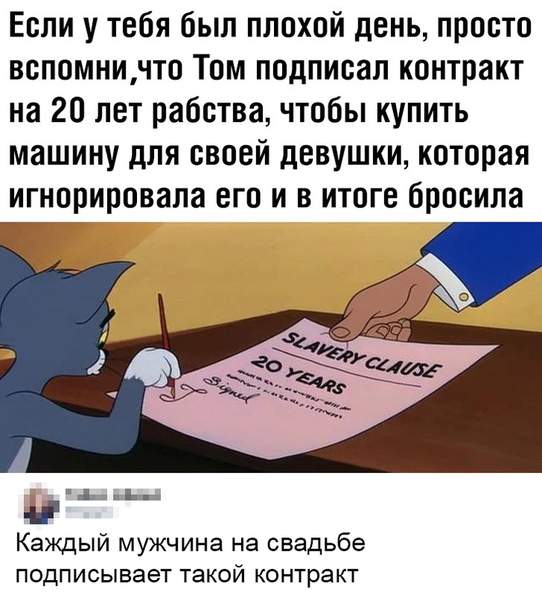 Если у тебя был плохой день, просто
вспомни,что Том подписал контракт
на 20 лет рабства, чтобы купить
машину для своей девушки, которая
игнорировала его и в итоге бросила
SLAVERY CLAUSE
20 YEARS
Signed
Каждый мужчина на свадьбе
подписывает такой контракт